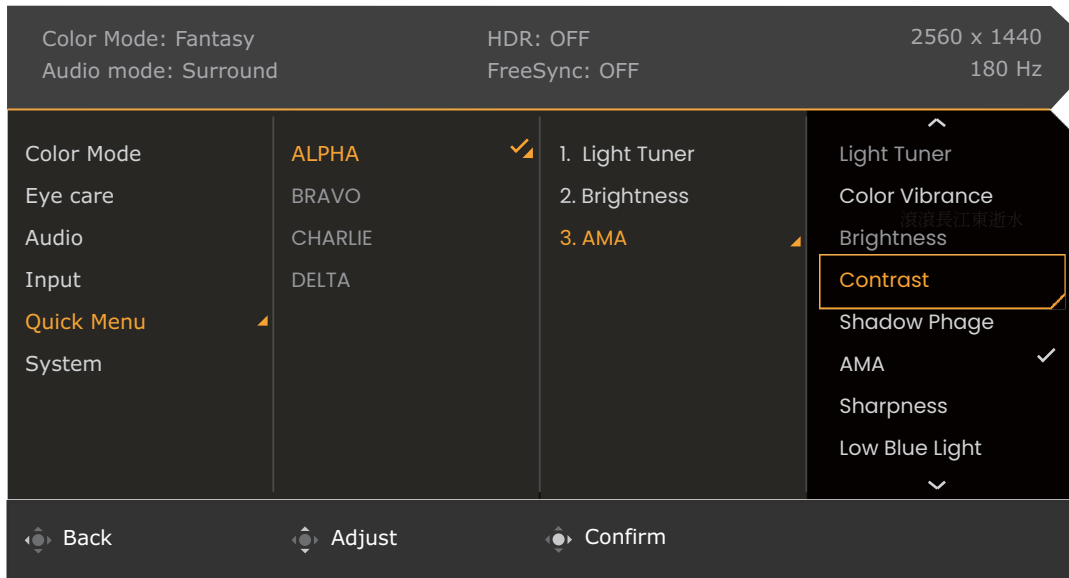 Color Mode: Fantasy
HDR: OFF
2560 x 1440
Audio mode: Surround
FreeSync: OFF
180 Hz
Color Mode
ALPHA
1. Light Tuner
Light Tuner
Eye care
BRAVO
2. Brightness
Color Vibrance
滾滾長江東逝水
Audio
CHARLIE
3. AMA
Brightness
Input
DELTA
Contrast
Quick Menu
Shadow Phage
System
AMA
Sharpness
Low Blue Light
Back
Adjust
Confirm